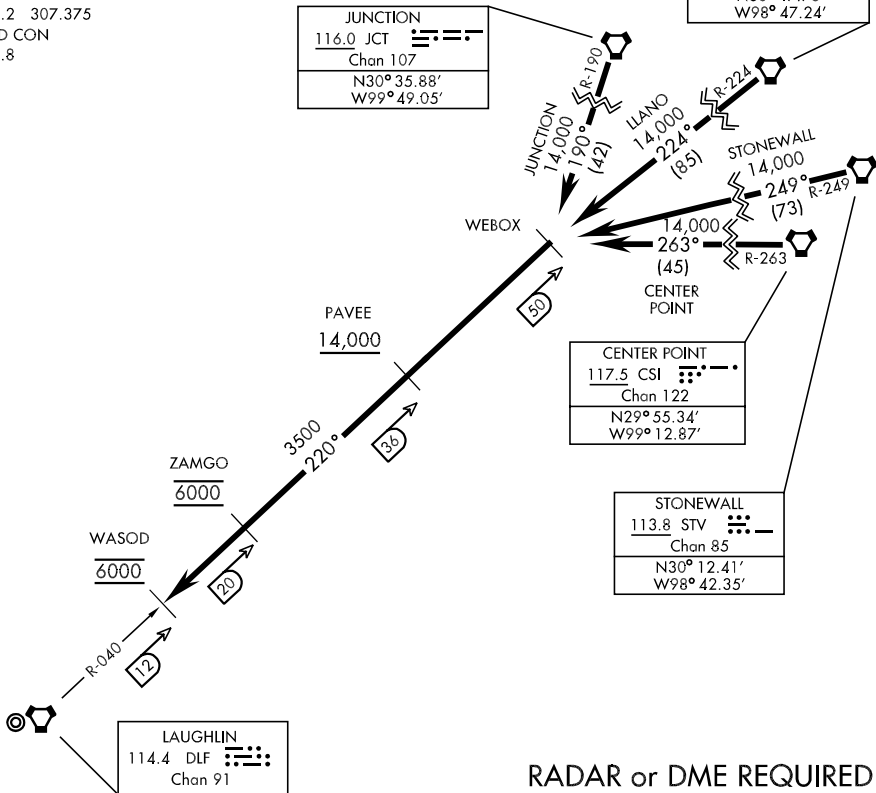 .2 307.375
D CON
.8
JUNCTION
116.0 JCT
Chan 107
N30° 35.88'
W99° 49.05'
W98° 47.24'
R-190
R-224
JUNCTION
14,000
190°
(42)
LLANO
14,000
224°
(85)
STONEWALL
14,000
249°
R-249
(73)
WEBOX
14,000
263°
R-263
(45)
CENTER
POINT
50
PAVEE
14,000
CENTER POINT
117.5 CSI
Chan 122
N29° 55.34'
W99° 12.87'
36
3500
220°
ZAMGO
6000
STONEWALL
113.8 STV
Chan 85
N30° 12.41'
W98° 42.35'
WASOD
6000
20
R-040
12
LAUGHLIN
114.4 DLF
Chan 91
RADAR or DME REQUIRED